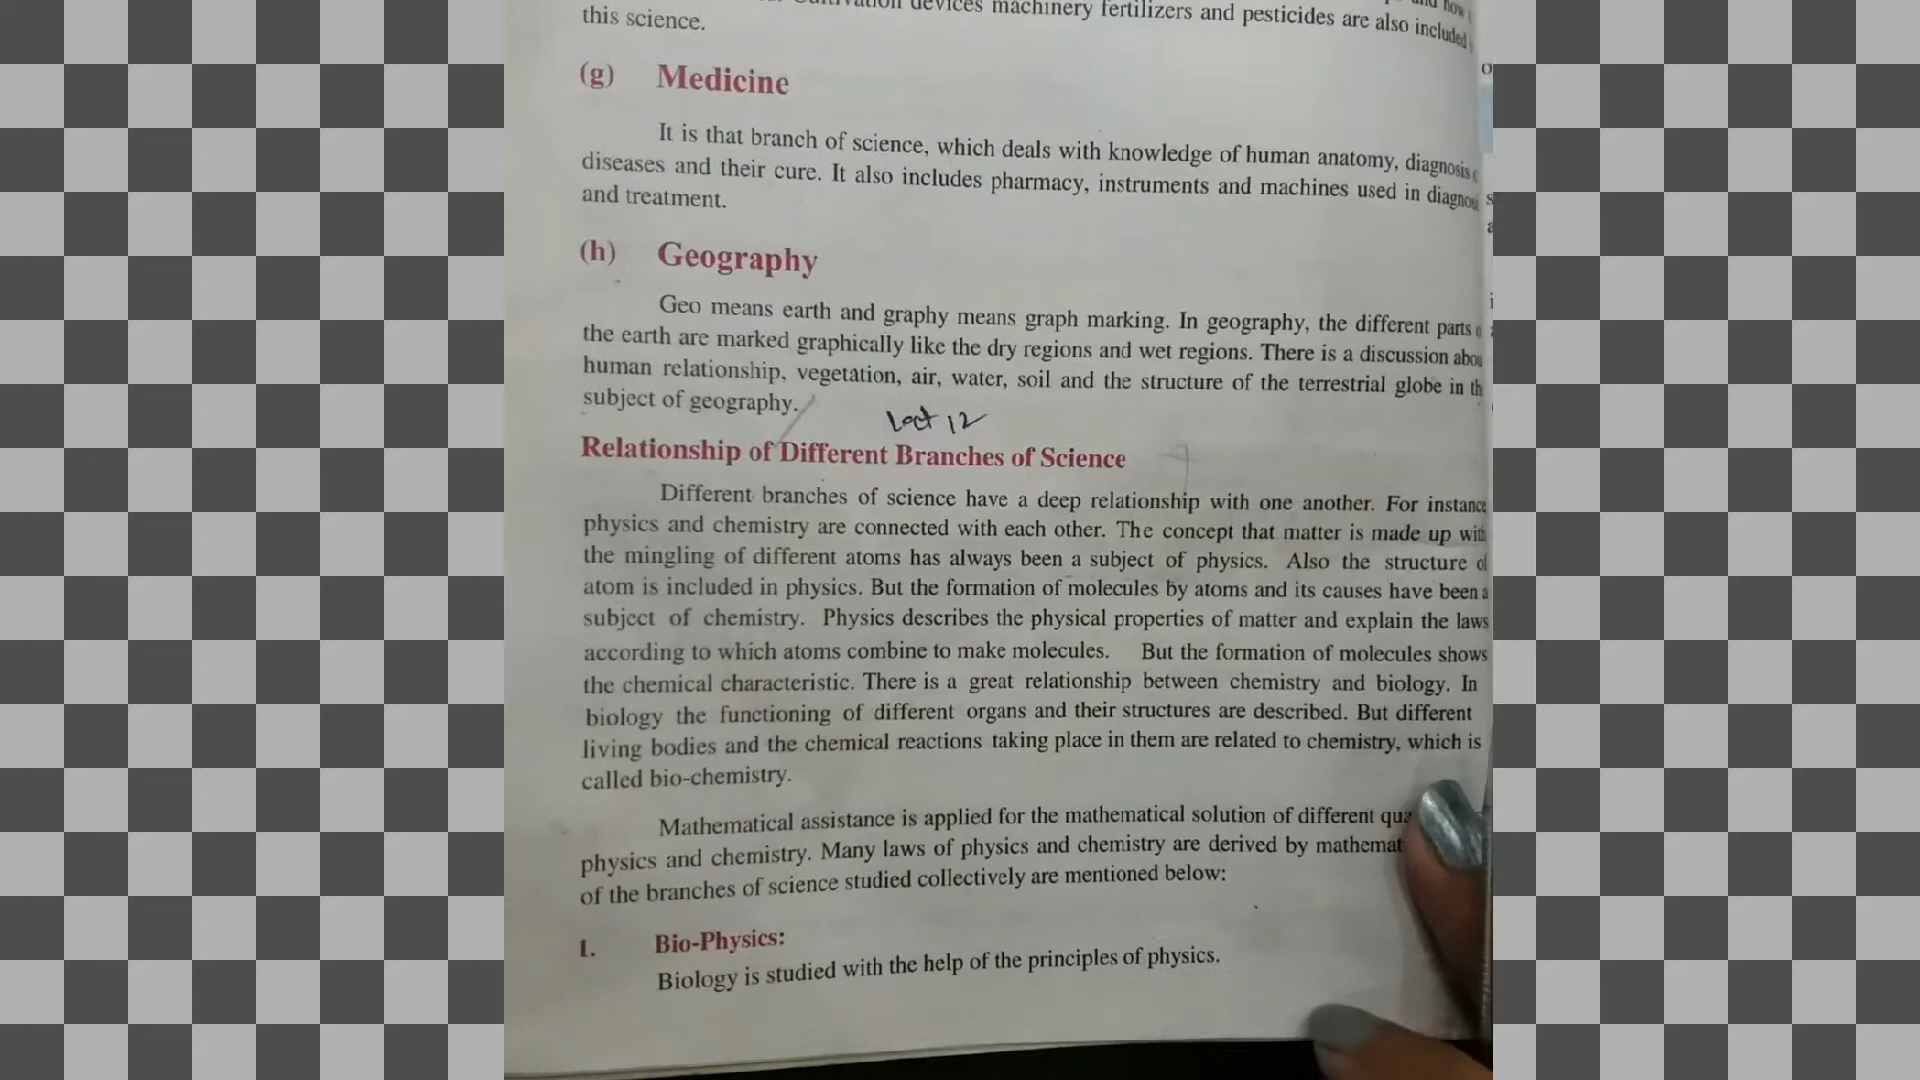 devices machinery fertilizers and pesticides are also included
this science.
(g) Medicine
It is that branch of science, which deals with knowledge of human anatomy, diagnosis
diseases and their cure. It also includes pharmacy, instruments and machines used in
and treatment.
(h) Geography
Geo means earth and graphy means graph marking. In geography, the different parts
the earth are marked graphically like the dry regions and wet regions. There is a discussion
human relationship, vegetation, air, water, soil and the structure of the terrestrial globe in
subject of geography.
12
Relationship of Different Branches of Science
Different branches of science have a deep relationship with one another. For
physics and chemistry are connected with each other. The concept that matter is made up
the mingling of different atoms has always been a subject of physics. Also the structure
atom is included in physics. But the formation of molecules by atoms and its causes have been a
subject of chemistry. Physics describes the physical properties of matter and explain the laws
according to which atoms combine to make molecules. But the formation of molecules shows
the chemical characteristic. There is a great relationship between chemistry and biology. In
biology the functioning of different organs and their structures are described. But different
living bodies and the chemical reactions taking place in them are related to chemistry, which is
called bio-chemistry.
Mathematical assistance is applied for the mathematical solution of different
physics and chemistry. Many laws of physics and chemistry are derived by
of the branches of science studied collectively are mentioned below:
1. Bio-Physics:
Biology is studied with the help of the principles of physics.